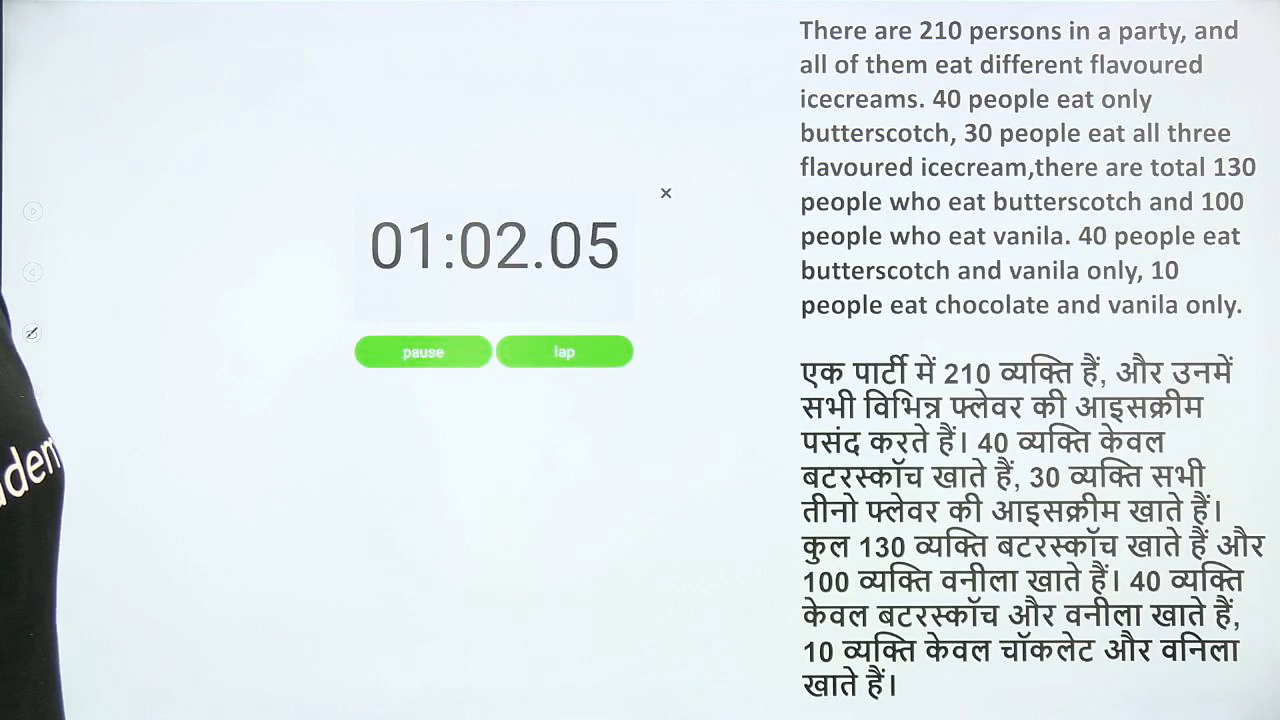 There are 210 persons in a party, and
all of them eat different flavoured
icecreams. 40 people eat only
butterscotch, 30 people eat all three
flavoured icecream,there are total 130
people who eat butterscotch and 100
people who eat vanila. 40 people eat
butterscotch and vanila only, 10
people eat chocolate and vanila only.
01:02.05
pause lap
एक पार्टी में 210 व्यक्ति हैं, और उनमें
सभी विभिन्न फ्लेवर की आइसक्रीम
पसंद करते हैं। 40 व्यक्ति केवल
बटरस्कॉच खाते हैं, 30 व्यक्ति सभी
तीनो फ्लेवर की आइसक्रीम खाते हैं।
कुल 130 व्यक्ति बटरस्कॉच खाते हैं और
100 व्यक्ति वनीला खाते हैं। 40 व्यक्ति
केवल बटरस्कॉच और वनीला खाते हैं,
10 व्यक्ति केवल चॉकलेट और वनिला
खाते हैं।